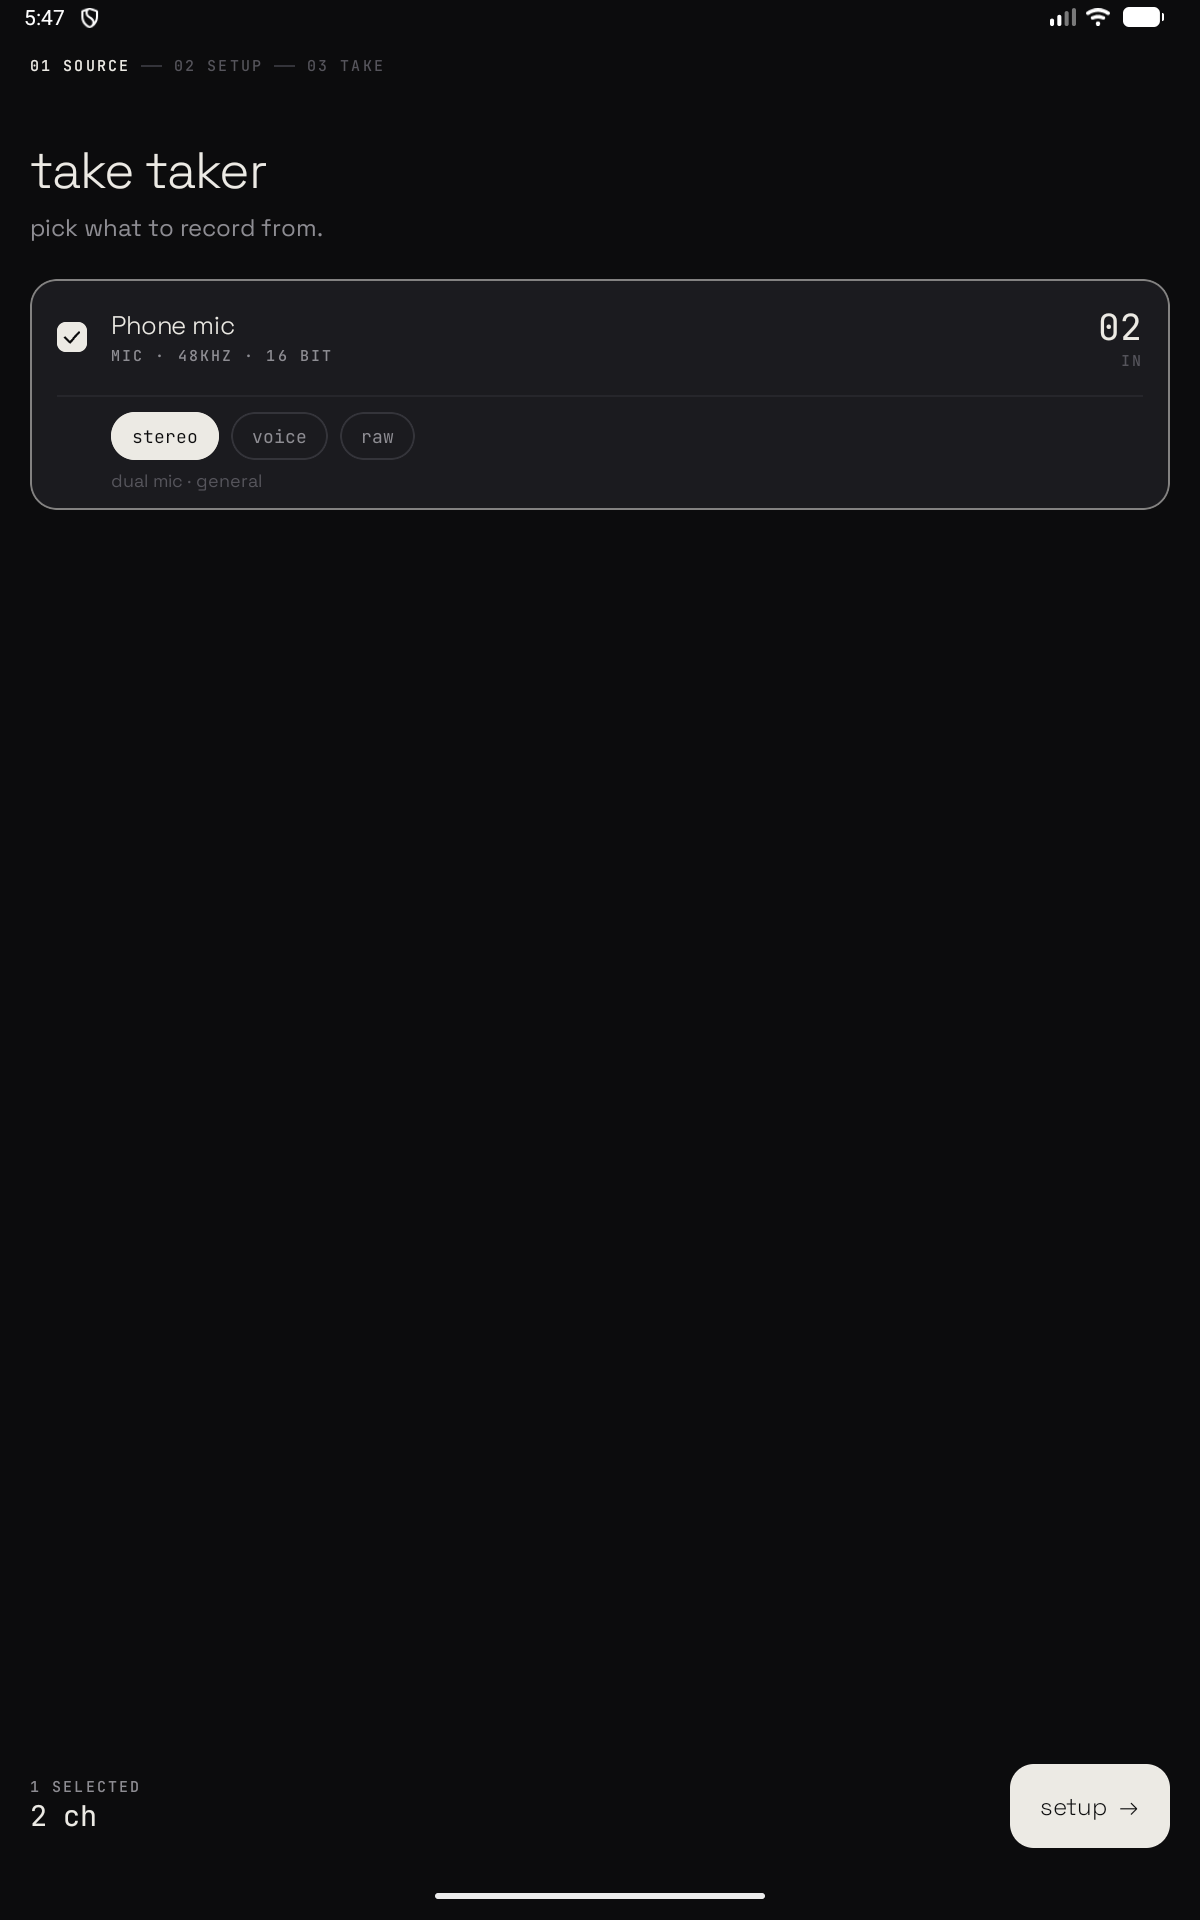 5:47
01 SOURCE — 02 SETUP — 03 TAKE
take taker
pick what to record from.
Phone mic
MIC · 48KHZ · 16 BIT
02
IN
stereo voice raw
dual mic · general
1 SELECTED
2 ch
setup →